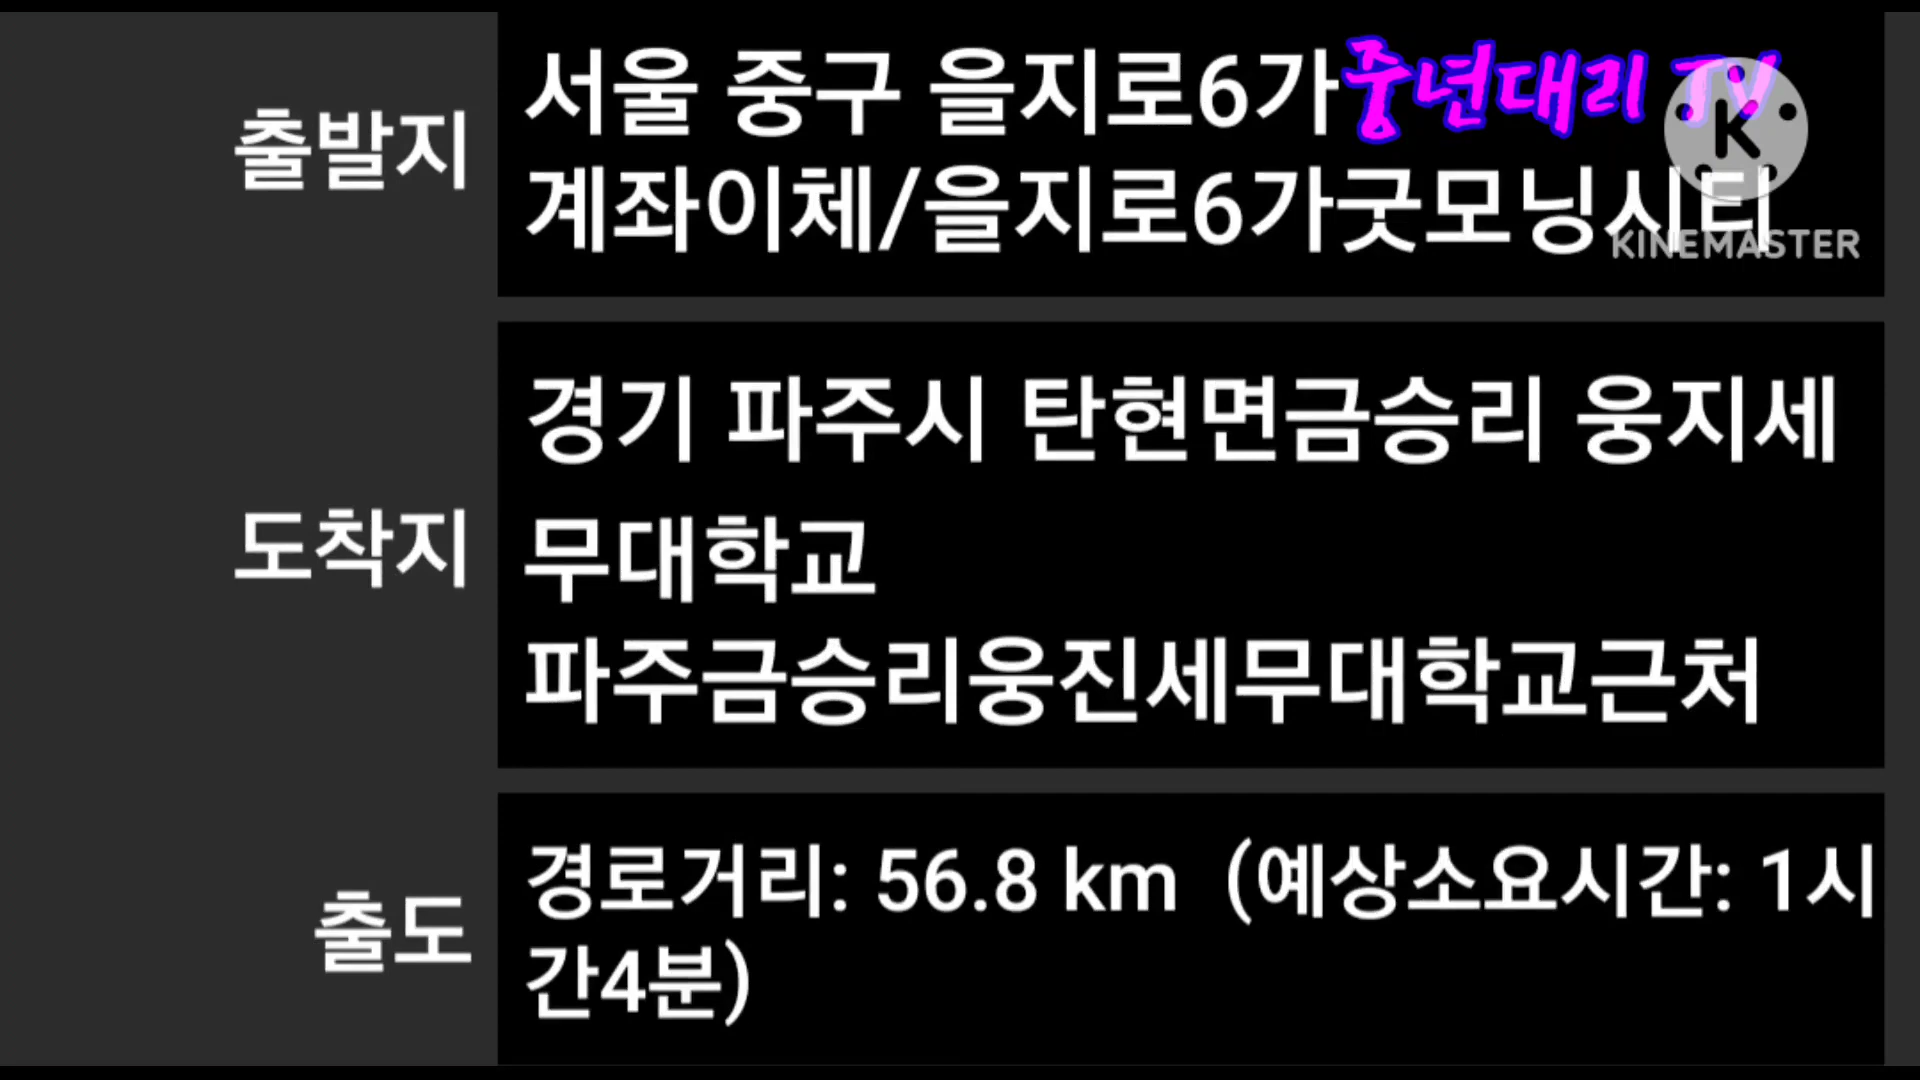 출발지
서울 중구 을지로6가
중년대리 TV
계좌이체/을지로6가굿모닝시티
K
KINEMASTER
도착지
경기 파주시 탄현면금승리 웅지세
무대학교
파주금승리웅진세무대학교근처
출도
경로거리: 56.8 km (예상소요시간: 1시
간4분)